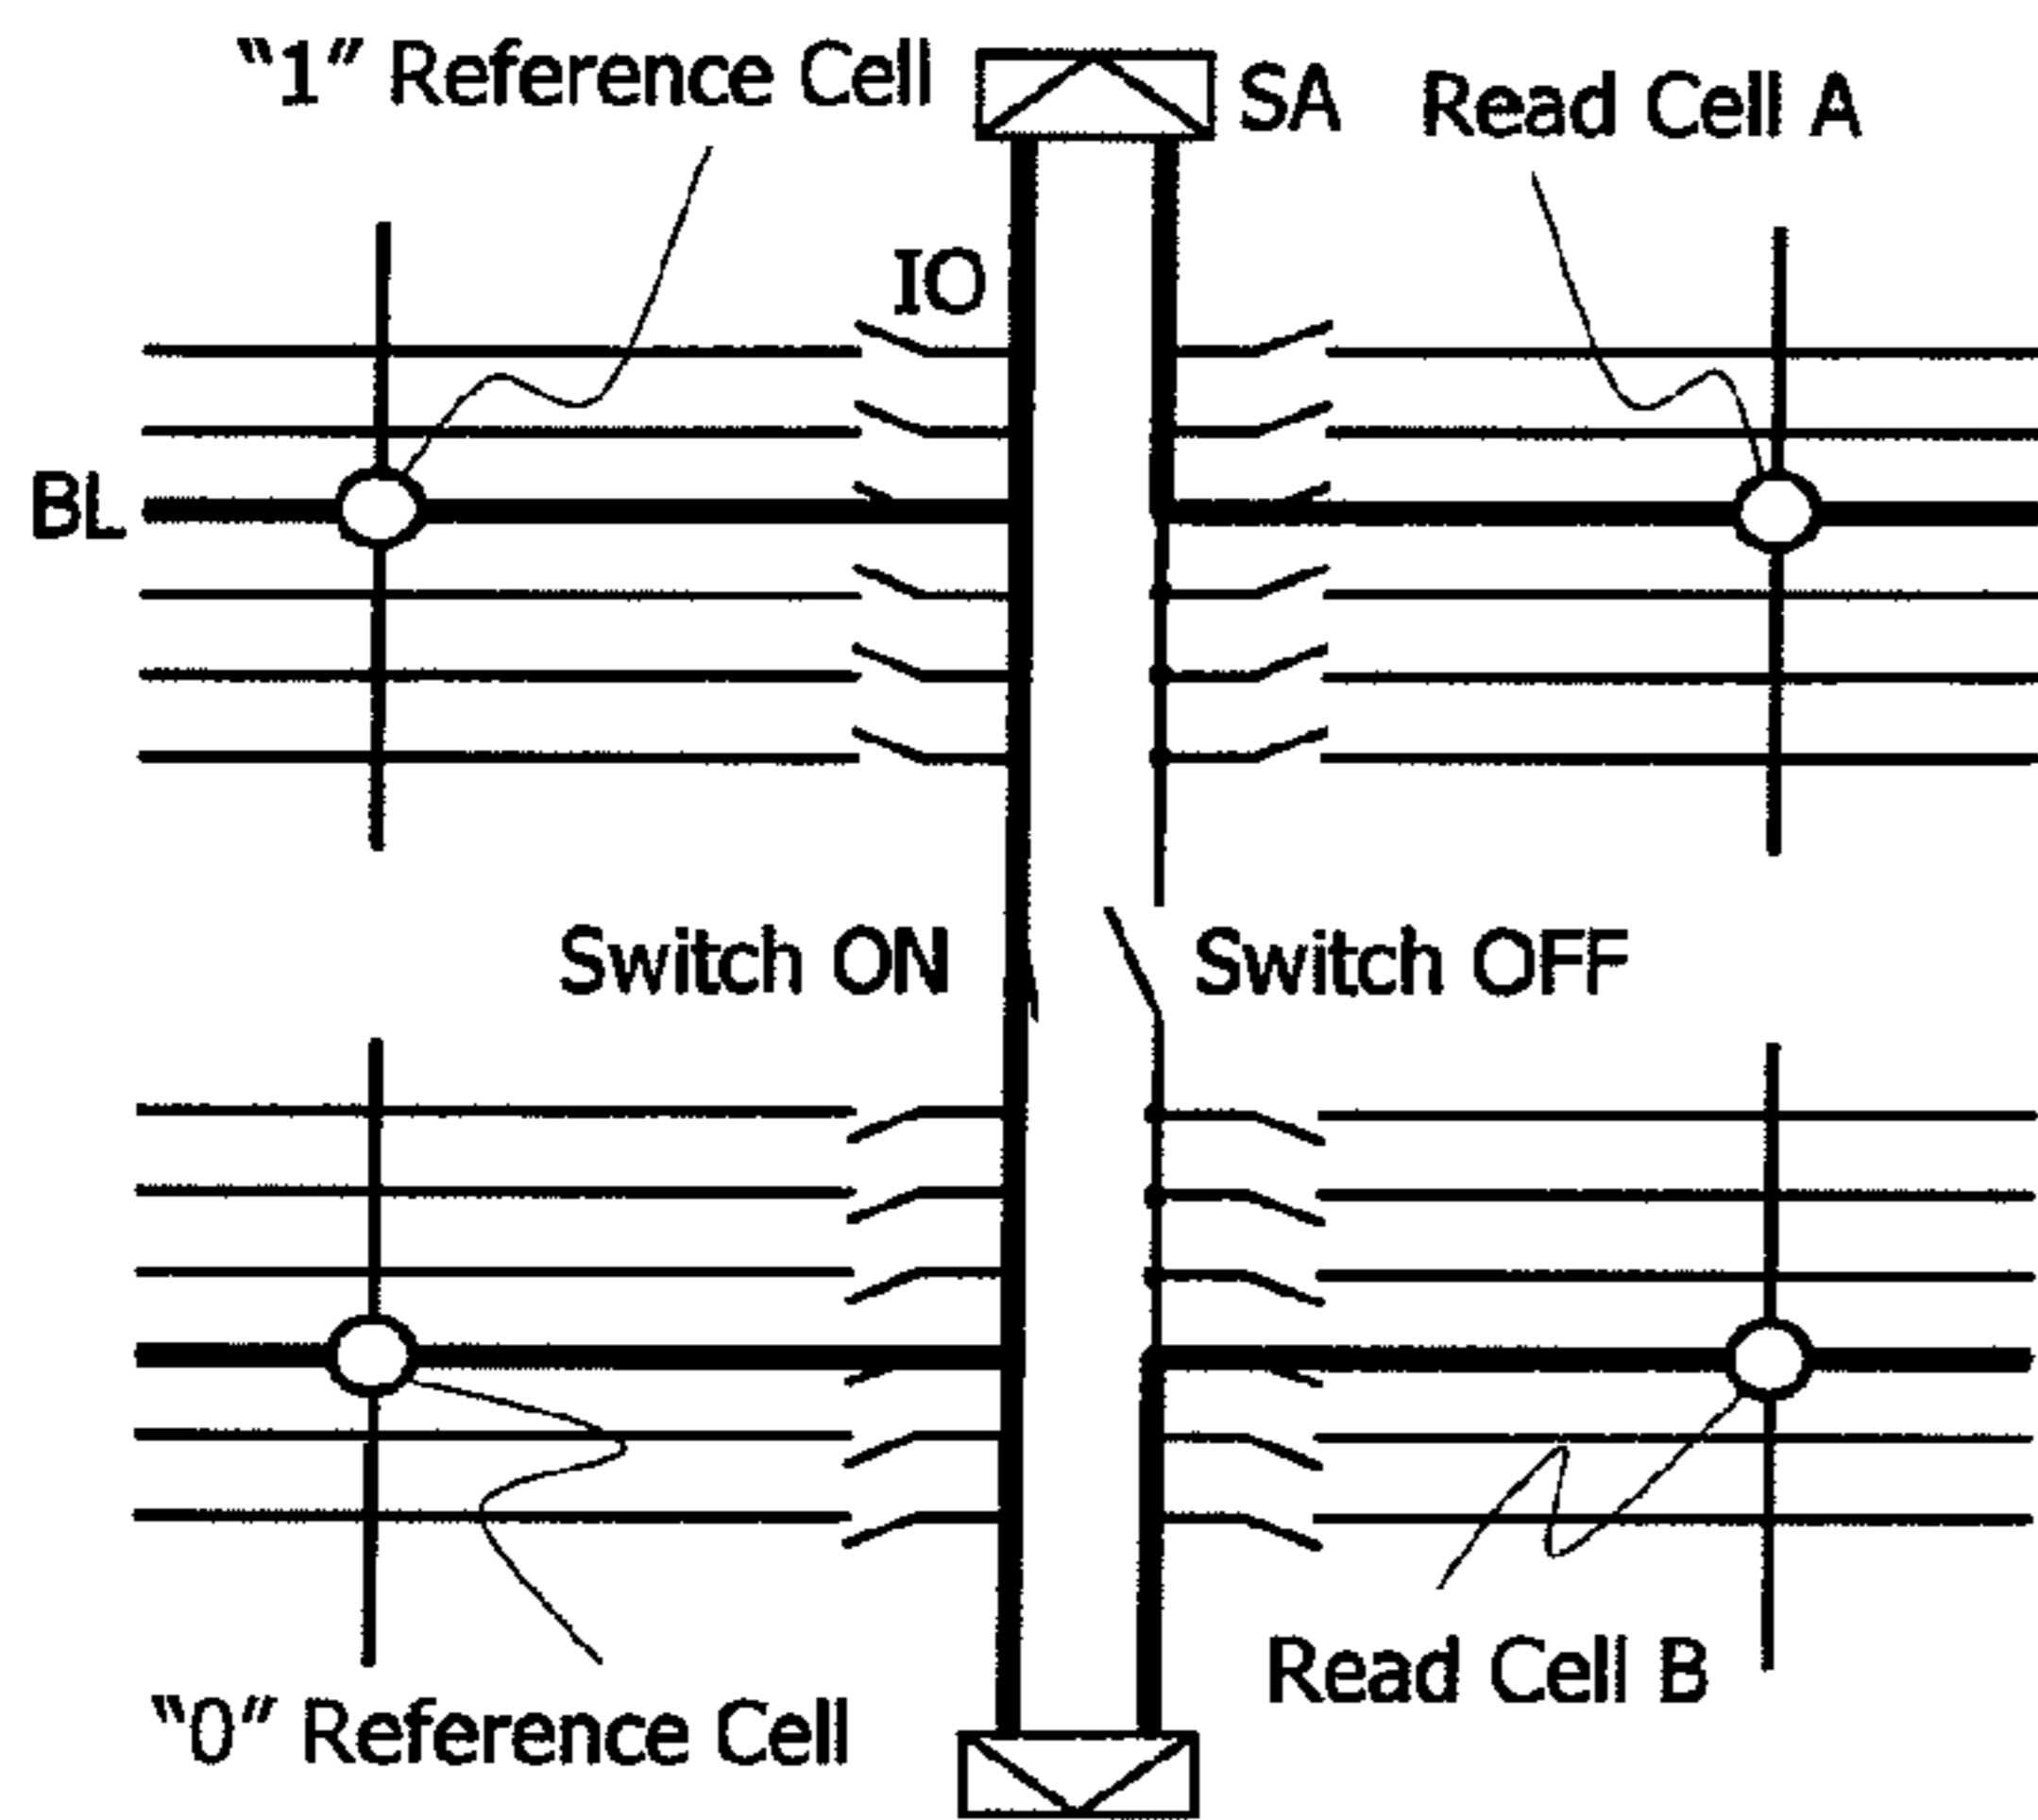 “1” Reference Cell
SA
Read Cell A
IO
BL
Switch ON
Switch OFF
Read Cell B
“0” Reference Cell